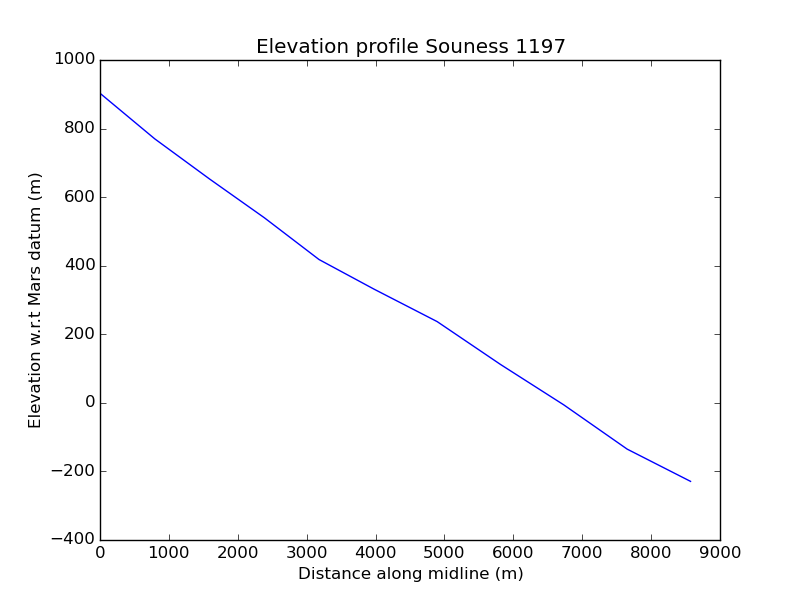 Elevation profile Souness 1197
Elevation w.r.t Mars datum (m)
1000
800
600
400
200
0
−200
−400
0 1000 2000 3000 4000 5000 6000 7000 8000 9000
Distance along midline (m)